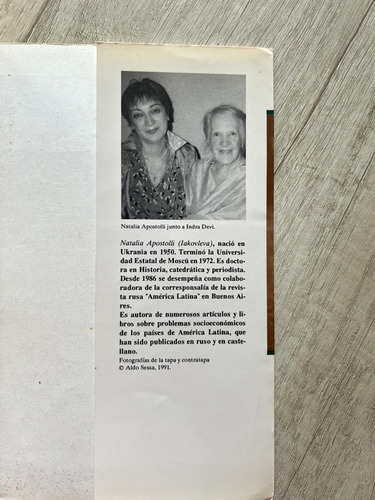 Natalia Apostolli junto a Indra Devi.
Natalia Apostolli (Iakovleva), nació en
Ukrania en 1950. Terminó la Universi-
dad Estatal de Moscú en 1972. Es docto-
ra en Historia, catedrática y periodista.
Desde 1986 se desempeña como colabo-
radora de la corresponsalía de la revis-
ta rusa "América Latina" en Buenos Ai-
res.
Es autora de numerosos artículos y li-
bros sobre problemas socioeconómicos
de los países de América Latina, que
han sido publicados en ruso y en caste-
llano.
Fotografías de la tapa y contratapa
© Aldo Sessa, 1991.